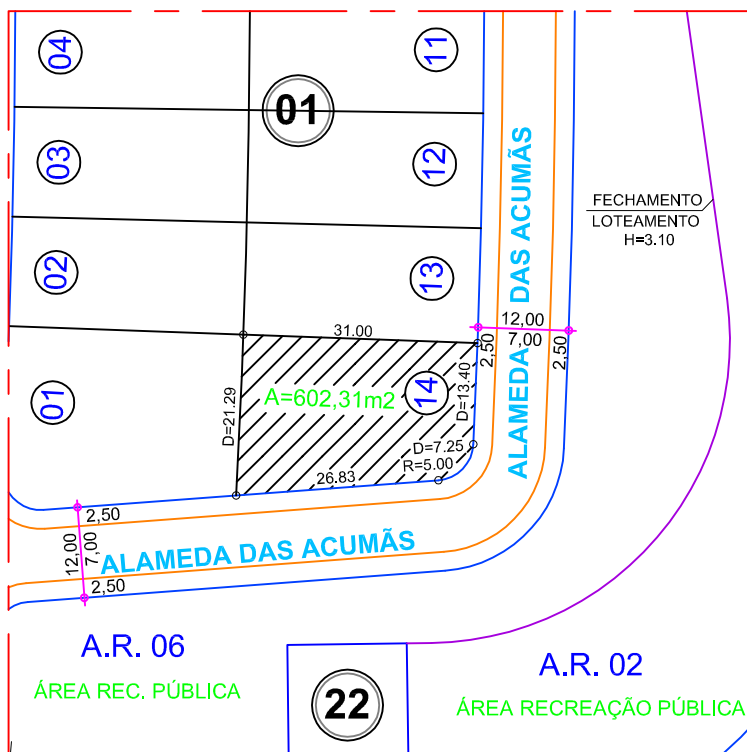 04
11
01
03
12
DAS ACUMÃS
FECHAMENTO
LOTEAMENTO
H=3.10
02
13
31.00
12,00
7,00
2,50
2,50
01
D=21.29
A=602,31m2
14
D=13.40
ALAMEDA
D=7.25
R=5.00
26.83
2,50
12,00
7,00
2,50
ALAMEDA DAS ACUMÃS
A.R. 06
ÁREA REC. PÚBLICA
22
A.R. 02
ÁREA RECREAÇÃO PÚBLICA